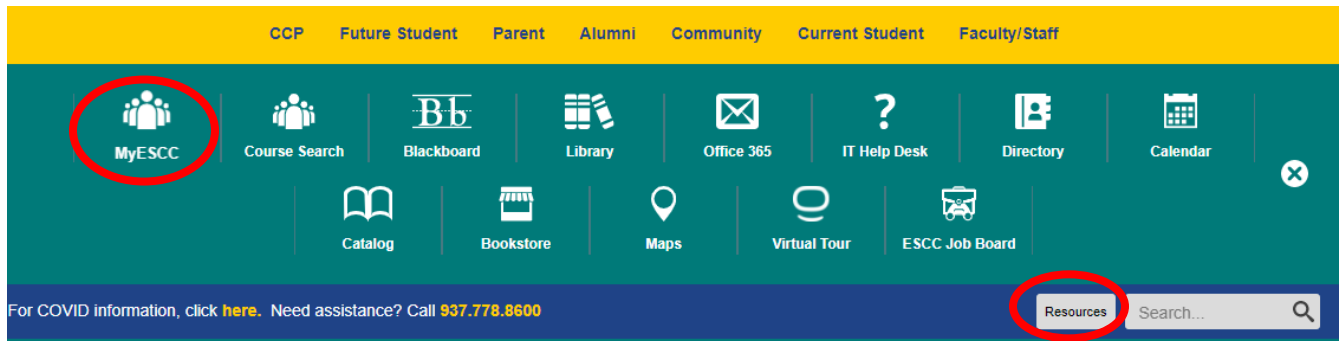 CCP Future Student Parent Alumni Community Current Student Faculty/Staff
Bb
?
MyESCC Course Search Blackboard Library Office 365 IT Help Desk Directory Calendar
Catalog Bookstore Maps Virtual Tour ESCC Job Board
For COVID information, click here. Need assistance? Call 937.778.8600 Resources Search...